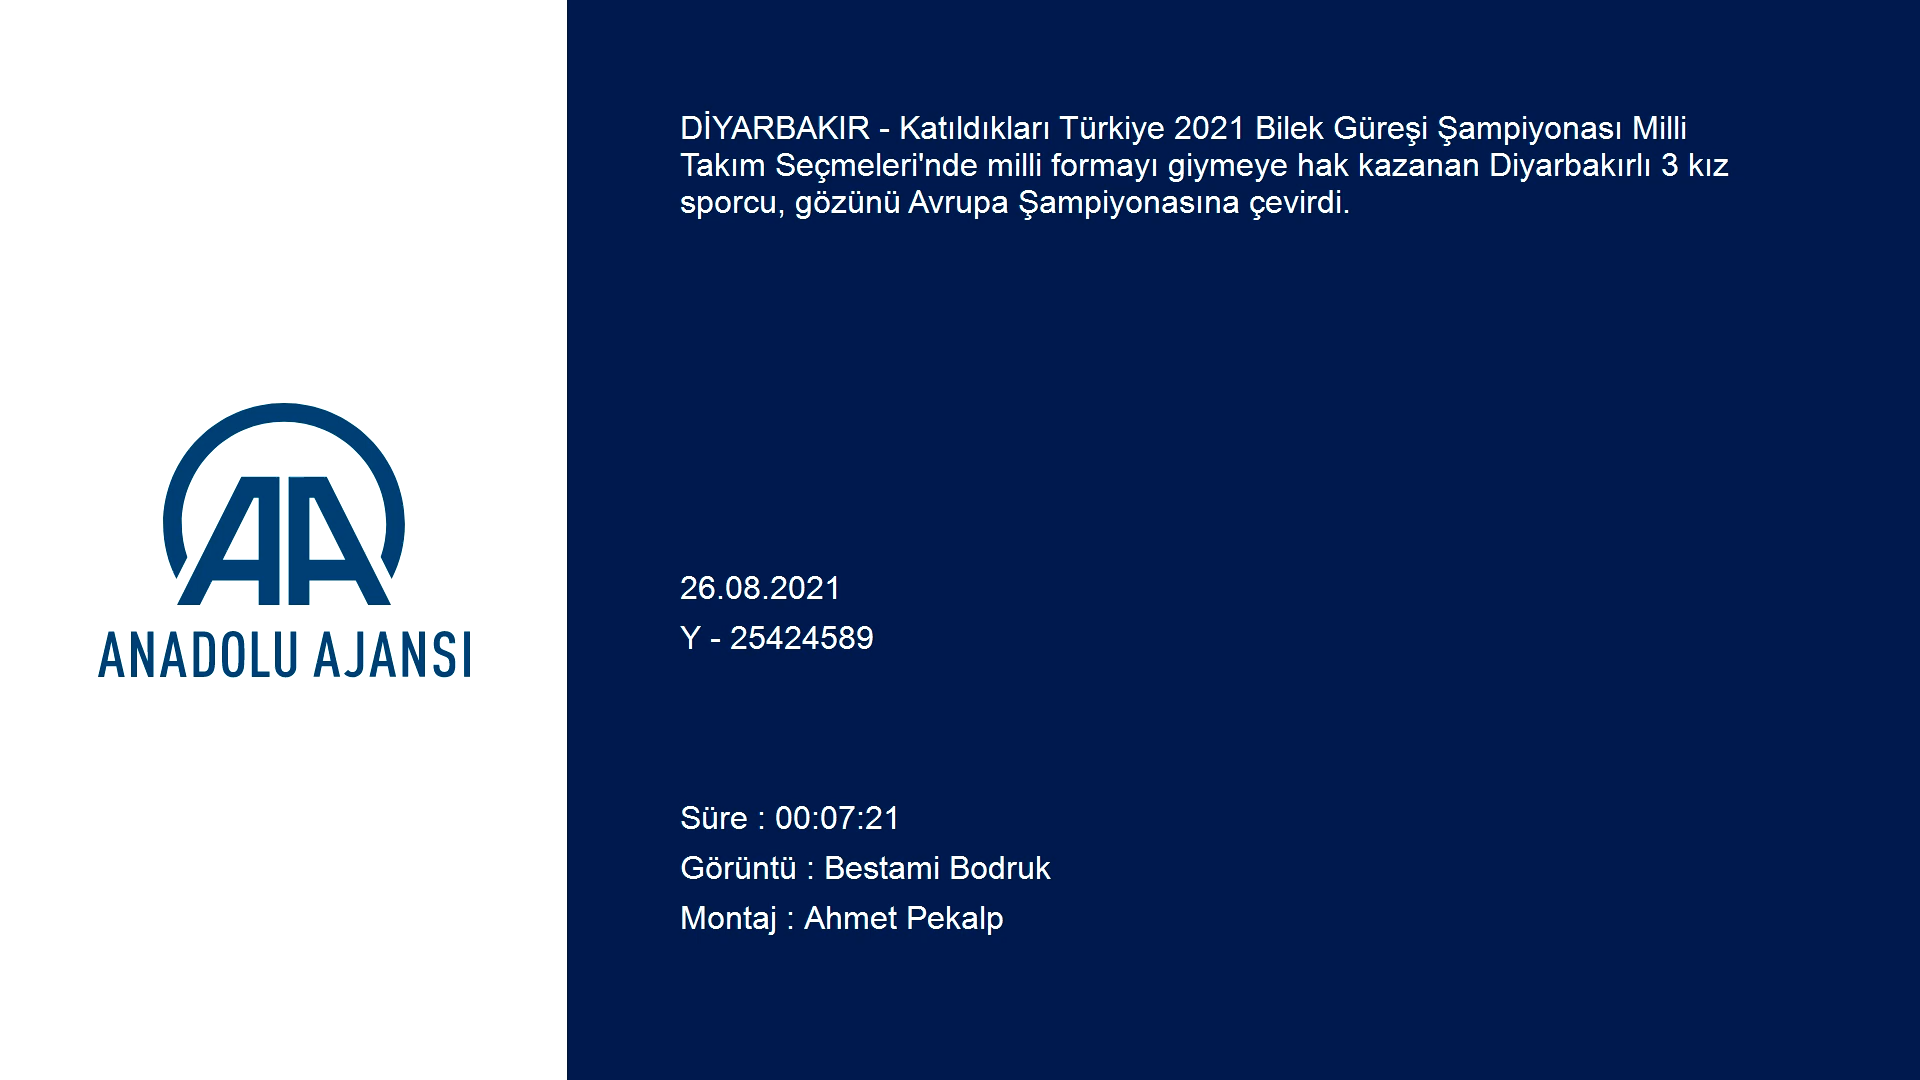 DİYARBAKIR - Katıldıkları Türkiye 2021 Bilek Güreşi Şampiyonası Milli
Takım Seçmeleri'nde milli formayı giymeye hak kazanan Diyarbakırlı 3 kız
sporcu, gözünü Avrupa Şampiyonasına çevirdi.
AA
ANADOLU AJANSI
26.08.2021
Y - 25424589
Süre : 00:07:21
Görüntü : Bestami Bodruk
Montaj : Ahmet Pekalp